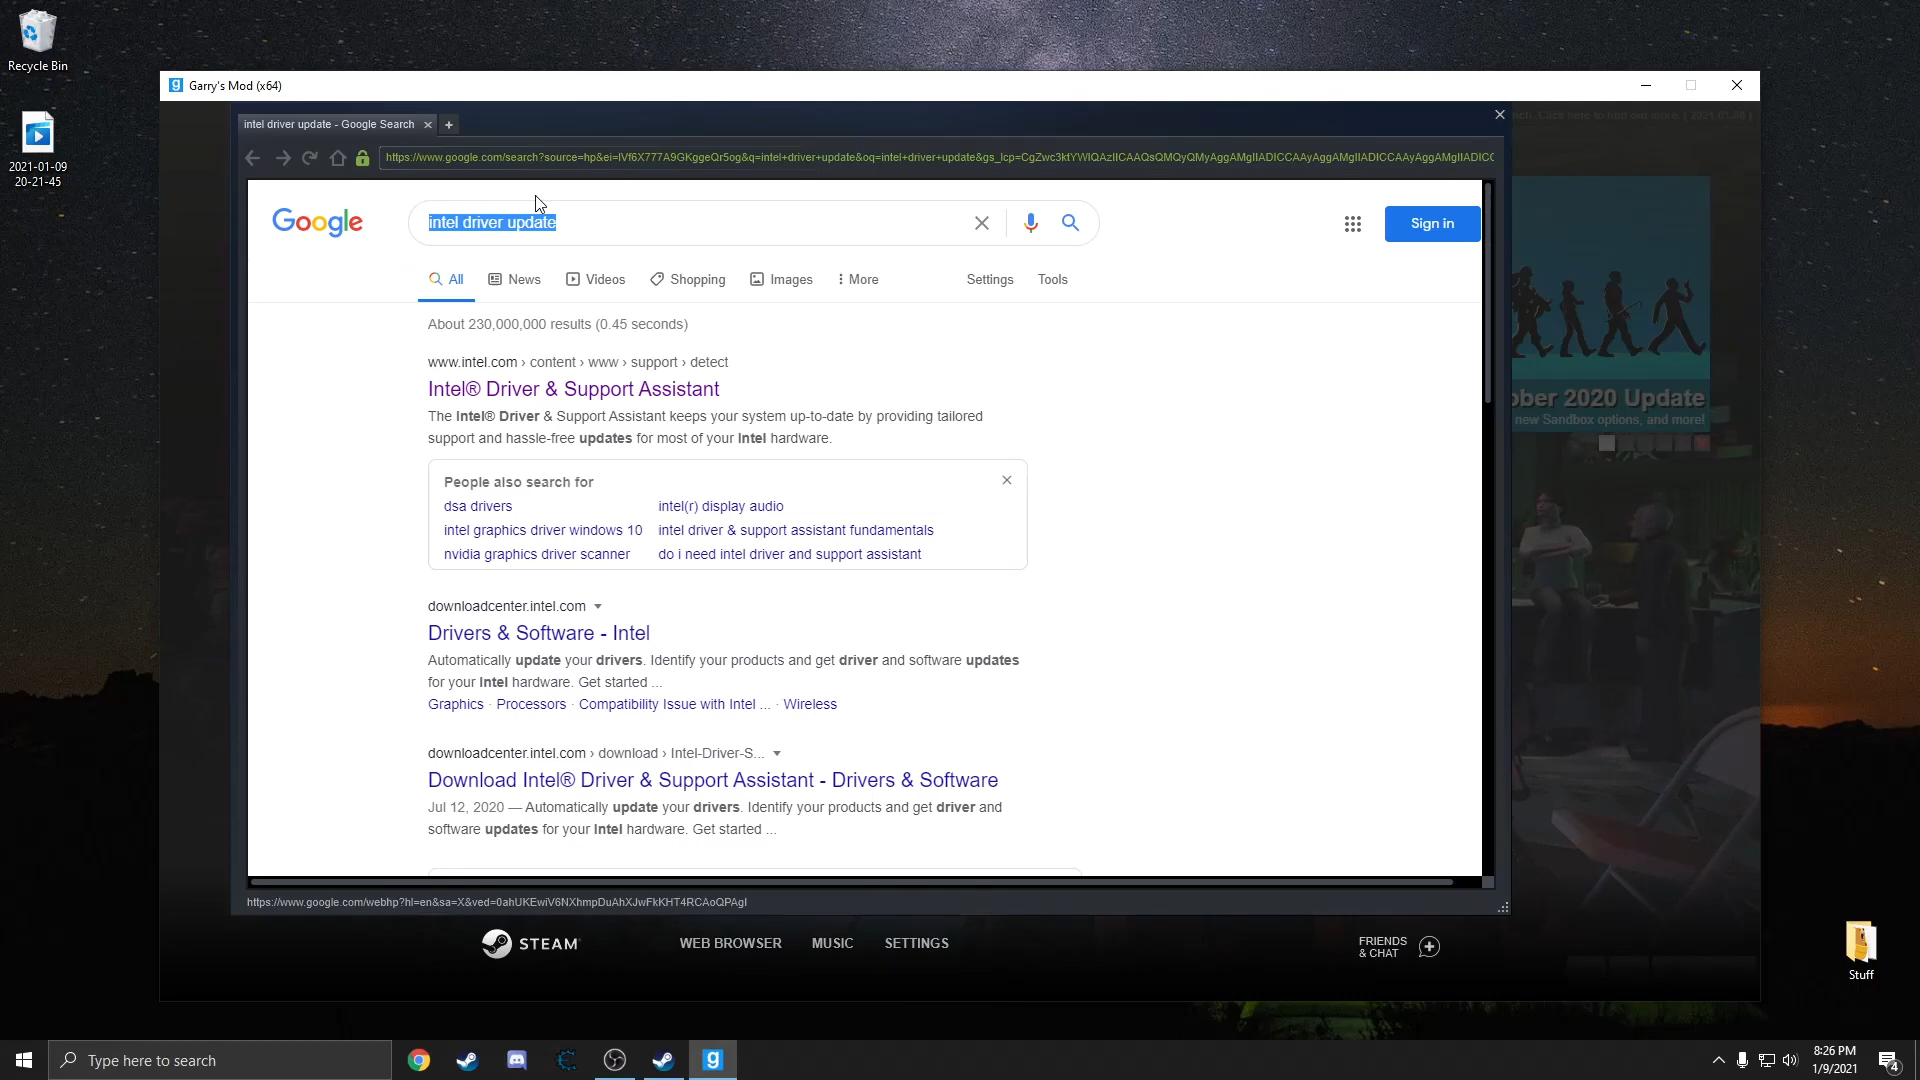 Recycle Bin
2021-01-09
20-21-45
Garry's Mod (x64)
intel driver update - Google Search
https://www.google.com/search?source=hp&ei=lVf6X777A9GKggeQr5og&q=intel+driver+update&oq=intel+driver+update&gs_lcp=CgZwc3ktYWIQAzIICAAQsQMQyQMyAggAMgIIADICCAAyAggAMgIIADICCAAyAggAMgIIADIC
Google
intel driver update
Sign in
All
News
Videos
Shopping
Images
More
Settings
Tools
About 230,000,000 results (0.45 seconds)
www.intel.com › content › www › support › detect
Intel® Driver & Support Assistant
The Intel® Driver & Support Assistant keeps your system up-to-date by providing tailored
support and hassle-free updates for most of your Intel hardware.
People also search for
dsa drivers
intel(r) display audio
intel graphics driver windows 10
intel driver & support assistant fundamentals
nvidia graphics driver scanner
do i need intel driver and support assistant
downloadcenter.intel.com
Drivers & Software - Intel
Automatically update your drivers. Identify your products and get driver and software updates
for your Intel hardware. Get started ...
Graphics · Processors · Compatibility Issue with Intel ... · Wireless
downloadcenter.intel.com › download › Intel-Driver-S...
Download Intel® Driver & Support Assistant - Drivers & Software
Jul 12, 2020 — Automatically update your drivers. Identify your products and get driver and
software updates for your Intel hardware. Get started ...
ober 2020 Update
new Sandbox options, and more!
https://www.google.com/webhp?hl=en&sa=X&ved=0ahUKEwiV6NXhmpDuAhXJwFkKHT4RCAoQPAgI
STEAM
WEB BROWSER
MUSIC
SETTINGS
FRIENDS
& CHAT
Stuff
Type here to search
8:26 PM
1/9/2021
4